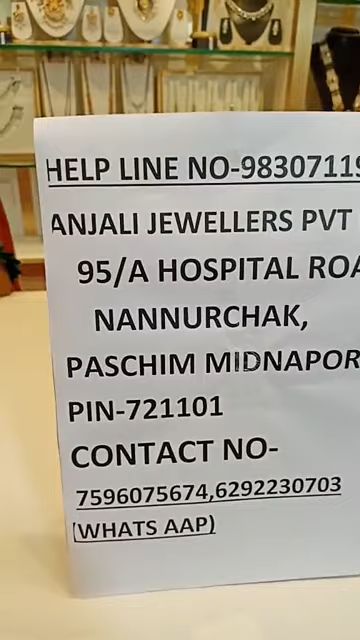 HELP LINE NO-9830711
ANJALI JEWELLERS PVT
95/A HOSPITAL ROA
NANNURCHAK,
PASCHIM MIDNAPOR
PIN-721101
CONTACT NO-
7596075674,6292230703
(WHATS AAP)